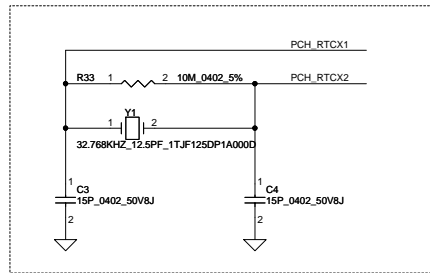 PCH_RTCX1
R33 1 2 10M_0402_5% PCH_RTCX2
Y1
1 2
32.768KHZ_12.5PF_1TJF125DP1A000D
1 1
C3 C4
15P_0402_50V8J 15P_0402_50V8J
2 2